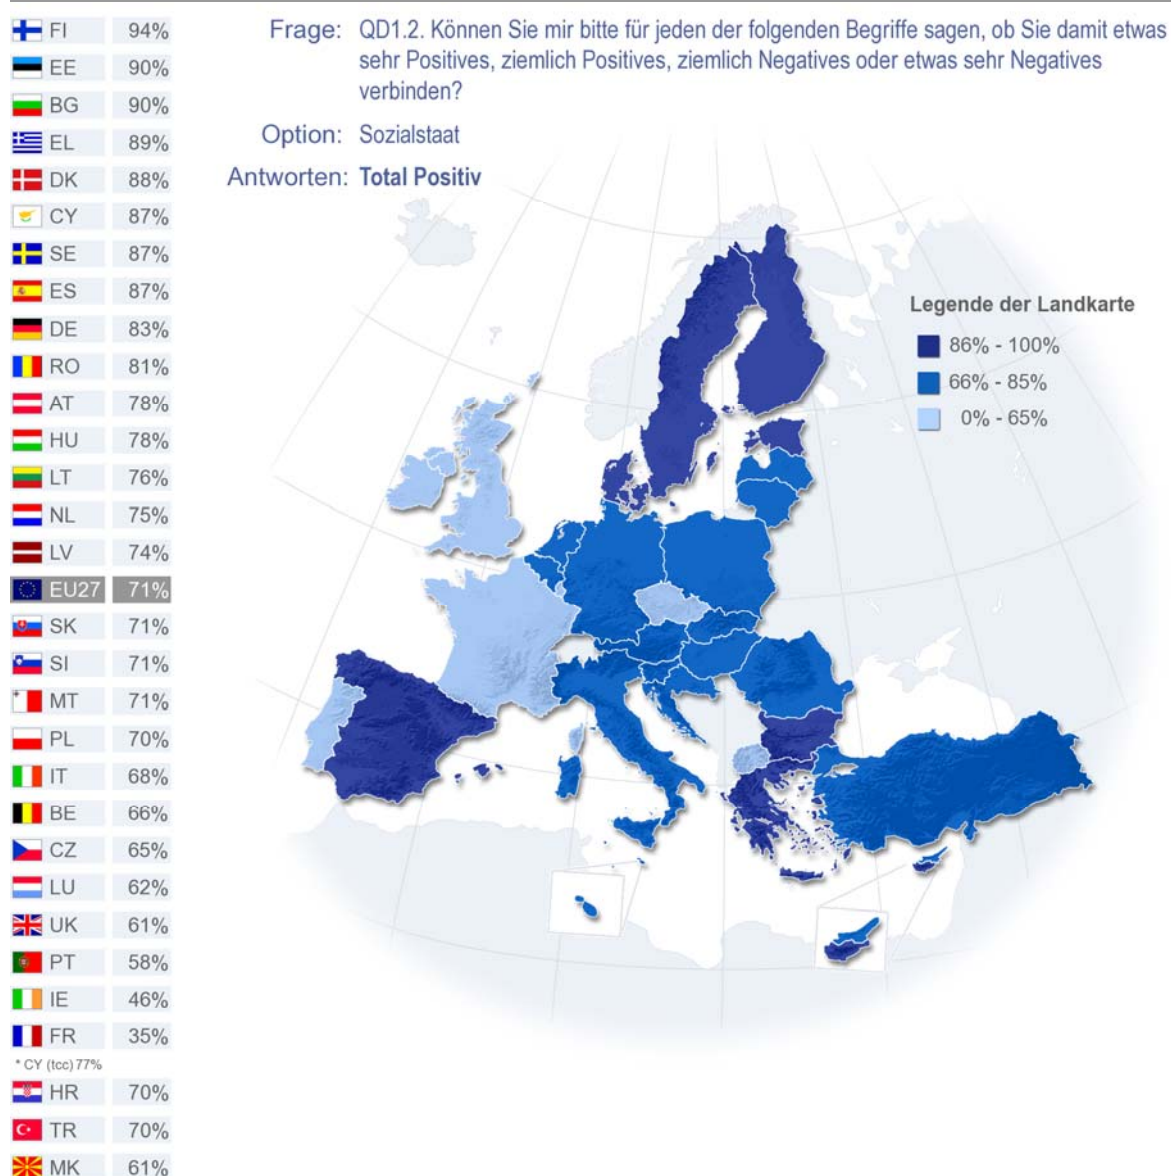 Frage: QD1.2. Können Sie mir bitte für jeden der folgenden Begriffe sagen, ob Sie damit etwas
sehr Positives, ziemlich Positives, ziemlich Negatives oder etwas sehr Negatives
verbinden?
Option: Sozialstaat
Antworten: Total Positiv
FI 94%
EE 90%
BG 90%
EL 89%
DK 88%
CY 87%
SE 87%
ES 87%
DE 83%
RO 81%
AT 78%
HU 78%
LT 76%
NL 75%
LV 74%
EU27 71%
SK 71%
SI 71%
MT 71%
PL 70%
IT 68%
BE 66%
CZ 65%
LU 62%
UK 61%
PT 58%
IE 46%
FR 35%
* CY (tcc) 77%
HR 70%
TR 70%
MK 61%
Legende der Landkarte
86% - 100%
66% - 85%
0% - 65%